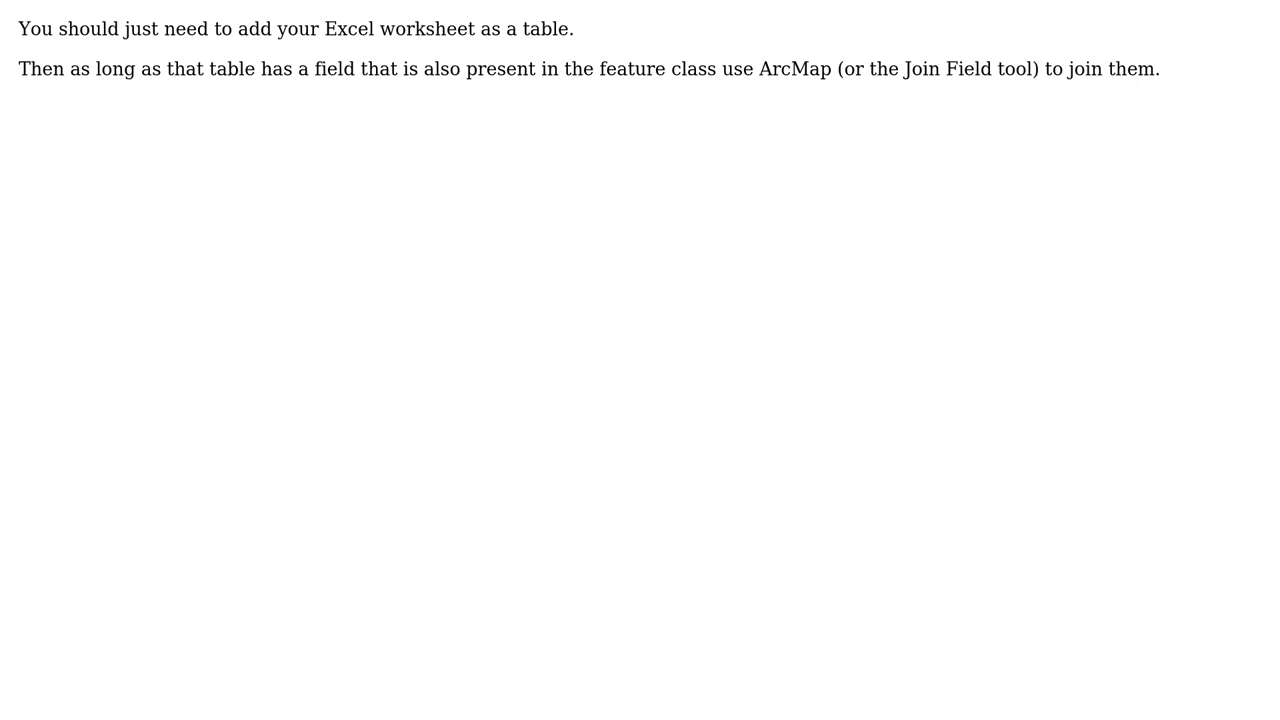 You should just need to add your Excel worksheet as a table.
Then as long as that table has a field that is also present in the feature class use ArcMap (or the Join Field tool) to join them.